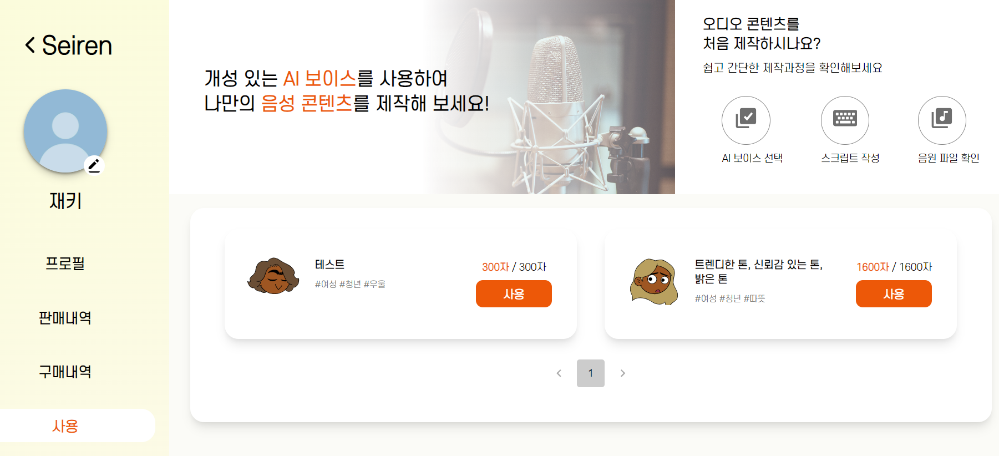 Seiren
재키
프로필
판매내역
구매내역
사용
개성 있는 AI 보이스를 사용하여
나만의 음성 콘텐츠를 제작해 보세요!
오디오 콘텐츠를
처음 제작하시나요?
쉽고 간단한 제작과정을 확인해보세요
AI 보이스 선택
스크립트 작성
음원 파일 확인
테스트
#여성 #청년 #우울
300자 / 300자
사용
트렌디한 톤, 신뢰감 있는 톤,
밝은 톤
#여성 #청년 #따뜻
1600자 / 1600자
사용
1